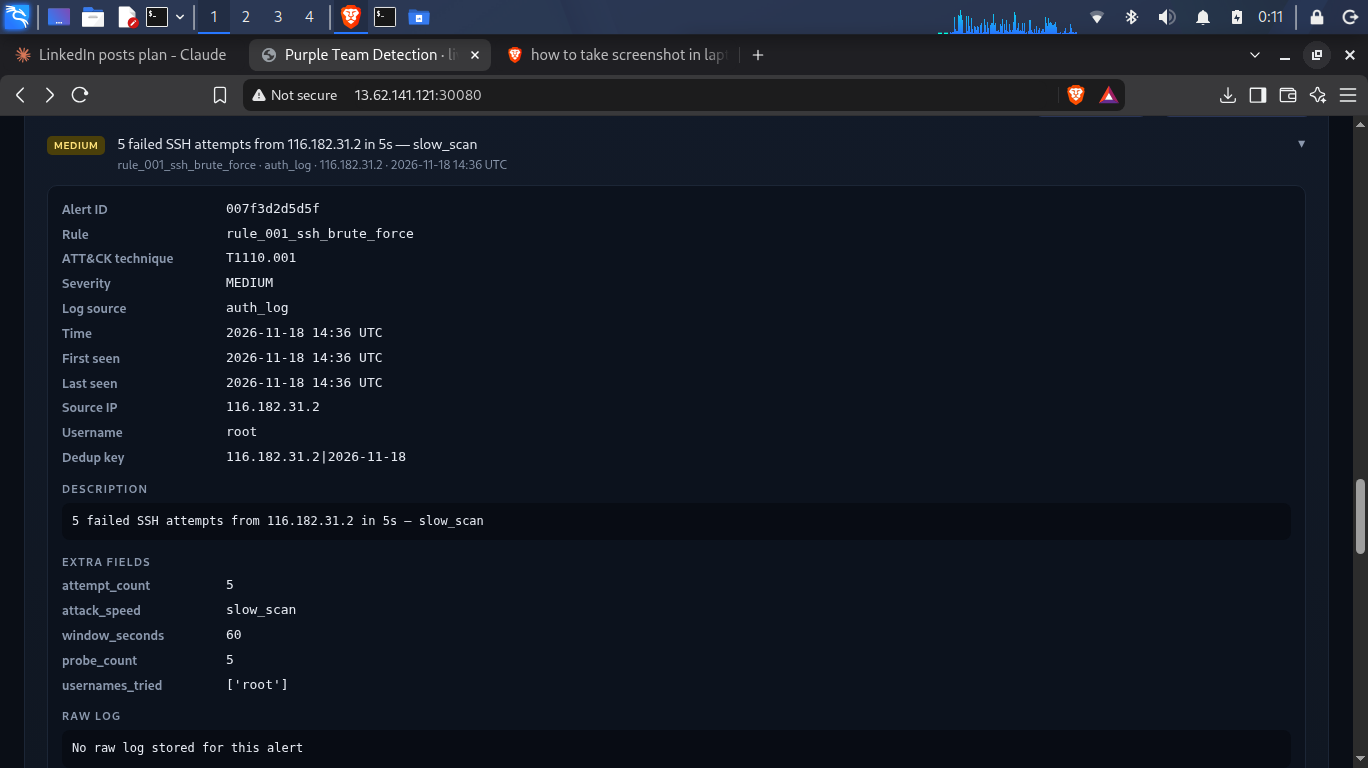 1 2 3 4 0:11
LinkedIn posts plan - Claude Purple Team Detection · li how to take screenshot in lap
Not secure 13.62.141.121:30080
MEDIUM 5 failed SSH attempts from 116.182.31.2 in 5s — slow_scan
rule_001_ssh_brute_force · auth_log · 116.182.31.2 · 2026-11-18 14:36 UTC
Alert ID 007f3d2d5d5f
Rule rule_001_ssh_brute_force
ATT&CK technique T1110.001
Severity MEDIUM
Log source auth_log
Time 2026-11-18 14:36 UTC
First seen 2026-11-18 14:36 UTC
Last seen 2026-11-18 14:36 UTC
Source IP 116.182.31.2
Username root
Dedup key 116.182.31.2|2026-11-18
DESCRIPTION
5 failed SSH attempts from 116.182.31.2 in 5s — slow_scan
EXTRA FIELDS
attempt_count 5
attack_speed slow_scan
window_seconds 60
probe_count 5
usernames_tried ['root']
RAW LOG
No raw log stored for this alert